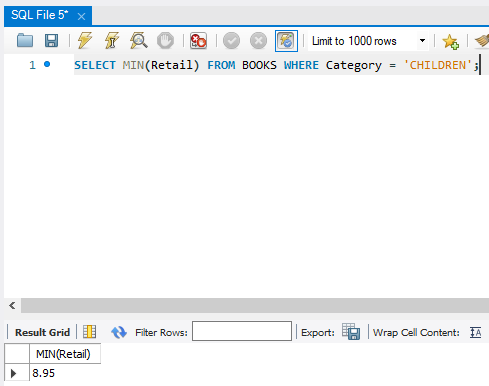 SQL File 5*
Limit to 1000 rows
1 SELECT MIN(Retail) FROM BOOKS WHERE Category = 'CHILDREN';
Result Grid Filter Rows: Export: Wrap Cell Content:
MIN(Retail)
8.95